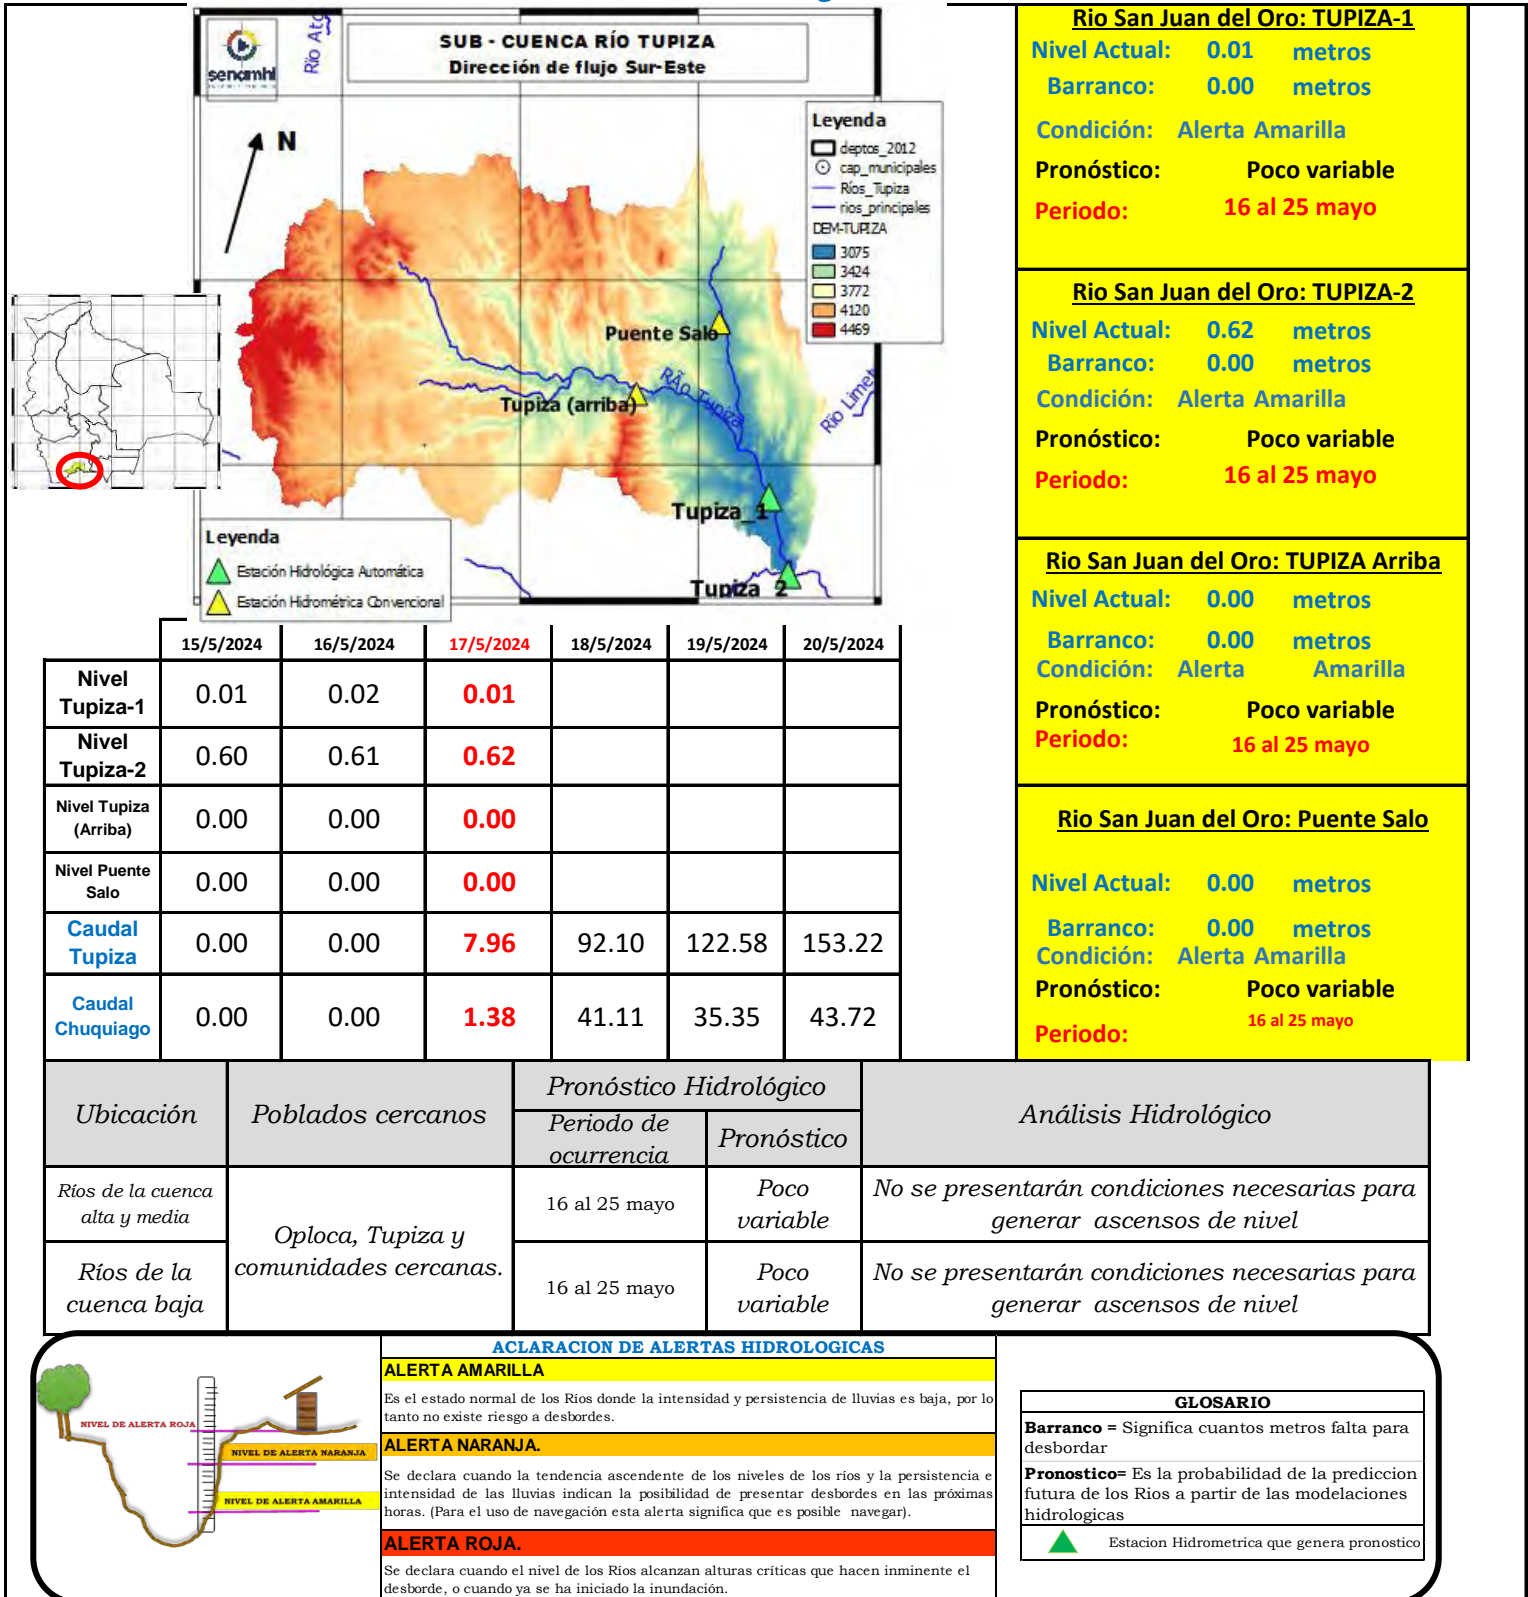 senamhi
Río Ato
SUB - CUENCA RÍO TUPIZA
Dirección de flujo Sur-Este
N
Leyenda
deptos_2012
cap_municipales
Ríos_Tupiza
rios_principales
DEM-TUPIZA
3075
3424
3772
4120
4469
Puente Salo
RÃ­o Tupiza
Río Limet
Tupiza (arriba)
Tupiza_1
Tupiza_2
Leyenda
Estación Hidrológica Automática
Estación Hidrométrica Convencional
Rio San Juan del Oro: TUPIZA-1
Nivel Actual: 0.01 metros
Barranco: 0.00 metros
Condición: Alerta Amarilla
Pronóstico: Poco variable
Periodo: 16 al 25 mayo
Rio San Juan del Oro: TUPIZA-2
Nivel Actual: 0.62 metros
Barranco: 0.00 metros
Condición: Alerta Amarilla
Pronóstico: Poco variable
Periodo: 16 al 25 mayo
Rio San Juan del Oro: TUPIZA Arriba
Nivel Actual: 0.00 metros
Barranco: 0.00 metros
Condición: Alerta Amarilla
Pronóstico: Poco variable
Periodo: 16 al 25 mayo
Rio San Juan del Oro: Puente Salo
Nivel Actual: 0.00 metros
Barranco: 0.00 metros
Condición: Alerta Amarilla
Pronóstico: Poco variable
Periodo: 16 al 25 mayo
15/5/2024 16/5/2024 17/5/2024 18/5/2024 19/5/2024 20/5/2024
Nivel
Tupiza-1 0.01 0.02 0.01
Nivel
Tupiza-2 0.60 0.61 0.62
Nivel Tupiza
(Arriba) 0.00 0.00 0.00
Nivel Puente
Salo 0.00 0.00 0.00
Caudal
Tupiza 0.00 0.00 7.96 92.10 122.58 153.22
Caudal
Chuquiago 0.00 0.00 1.38 41.11 35.35 43.72
Ubicación
Poblados cercanos
Pronóstico Hidrológico
Periodo de
ocurrencia
Pronóstico
Análisis Hidrológico
Ríos de la cuenca
alta y media
Oploca, Tupiza y
comunidades cercanas.
16 al 25 mayo
Poco
variable
No se presentarán condiciones necesarias para
generar ascensos de nivel
Ríos de la
cuenca baja
16 al 25 mayo
Poco
variable
No se presentarán condiciones necesarias para
generar ascensos de nivel
NIVEL DE ALERTA ROJA
NIVEL DE ALERTA NARANJA
NIVEL DE ALERTA AMARILLA
ACLARACION DE ALERTAS HIDROLOGICAS
ALERTA AMARILLA
Es el estado normal de los Ríos donde la intensidad y persistencia de lluvias es baja, por lo
tanto no existe riesgo a desbordes.
ALERTA NARANJA.
Se declara cuando la tendencia ascendente de los niveles de los ríos y la persistencia e
intensidad de las lluvias indican la posibilidad de presentar desbordes en las próximas
horas. (Para el uso de navegación esta alerta significa que es posible navegar).
ALERTA ROJA.
Se declara cuando el nivel de los Ríos alcanzan alturas críticas que hacen inminente el
desborde, o cuando ya se ha iniciado la inundación.
GLOSARIO
Barranco = Significa cuantos metros falta para
desbordar
Pronostico= Es la probabilidad de la prediccion
futura de los Rios a partir de las modelaciones
hidrologicas
Estacion Hidrometrica que genera pronostico